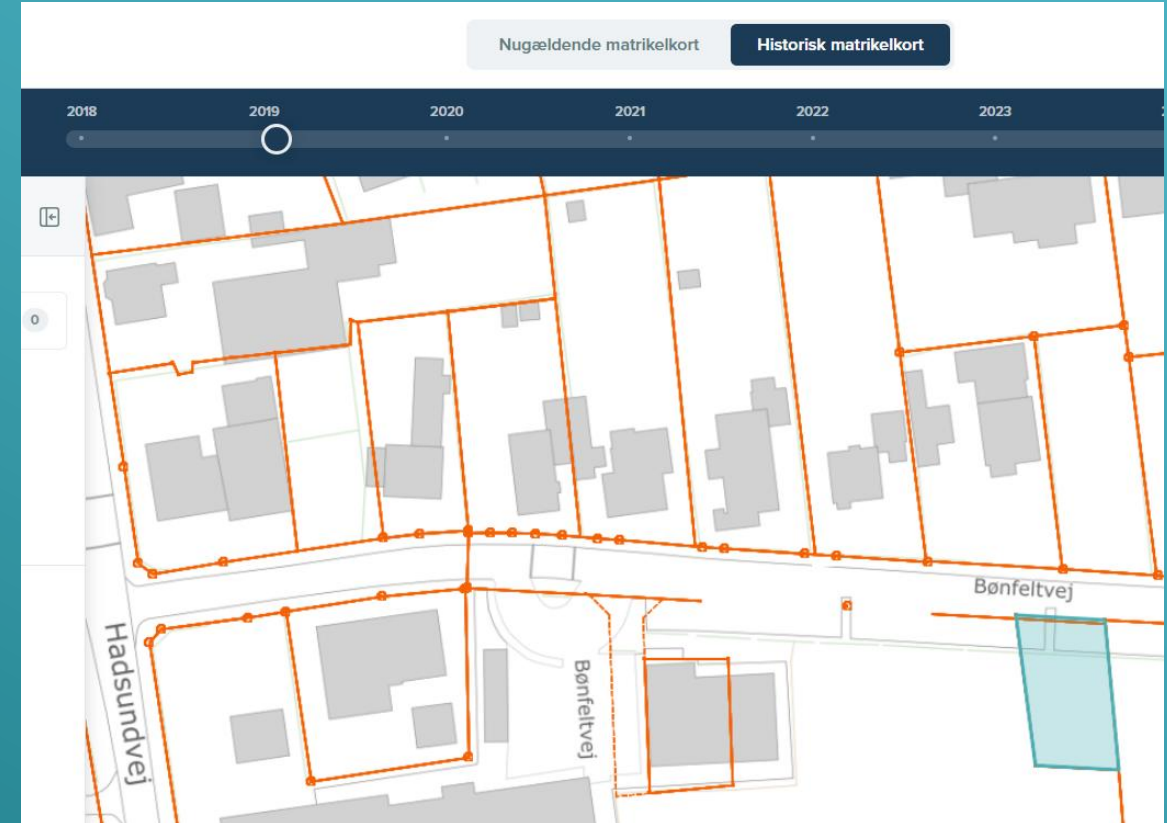 Nugældende matrikelkort
Historisk matrikelkort
2018 2019 2020 2021 2022 2023
0
Bønfeltvej
Hadsundvej
Bønfeltvej